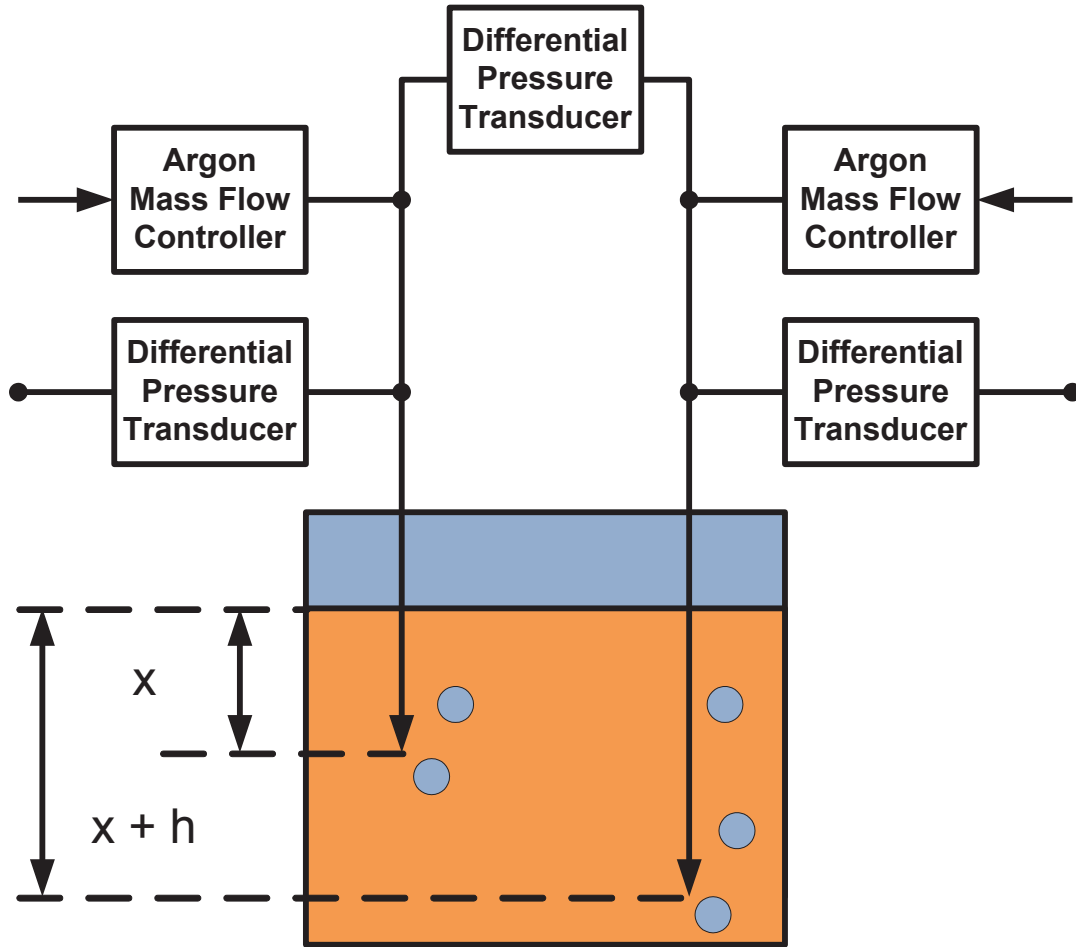 Differential
Pressure
Transducer
Argon
Mass Flow
Controller
Argon
Mass Flow
Controller
Differential
Pressure
Transducer
Differential
Pressure
Transducer
x
x + h